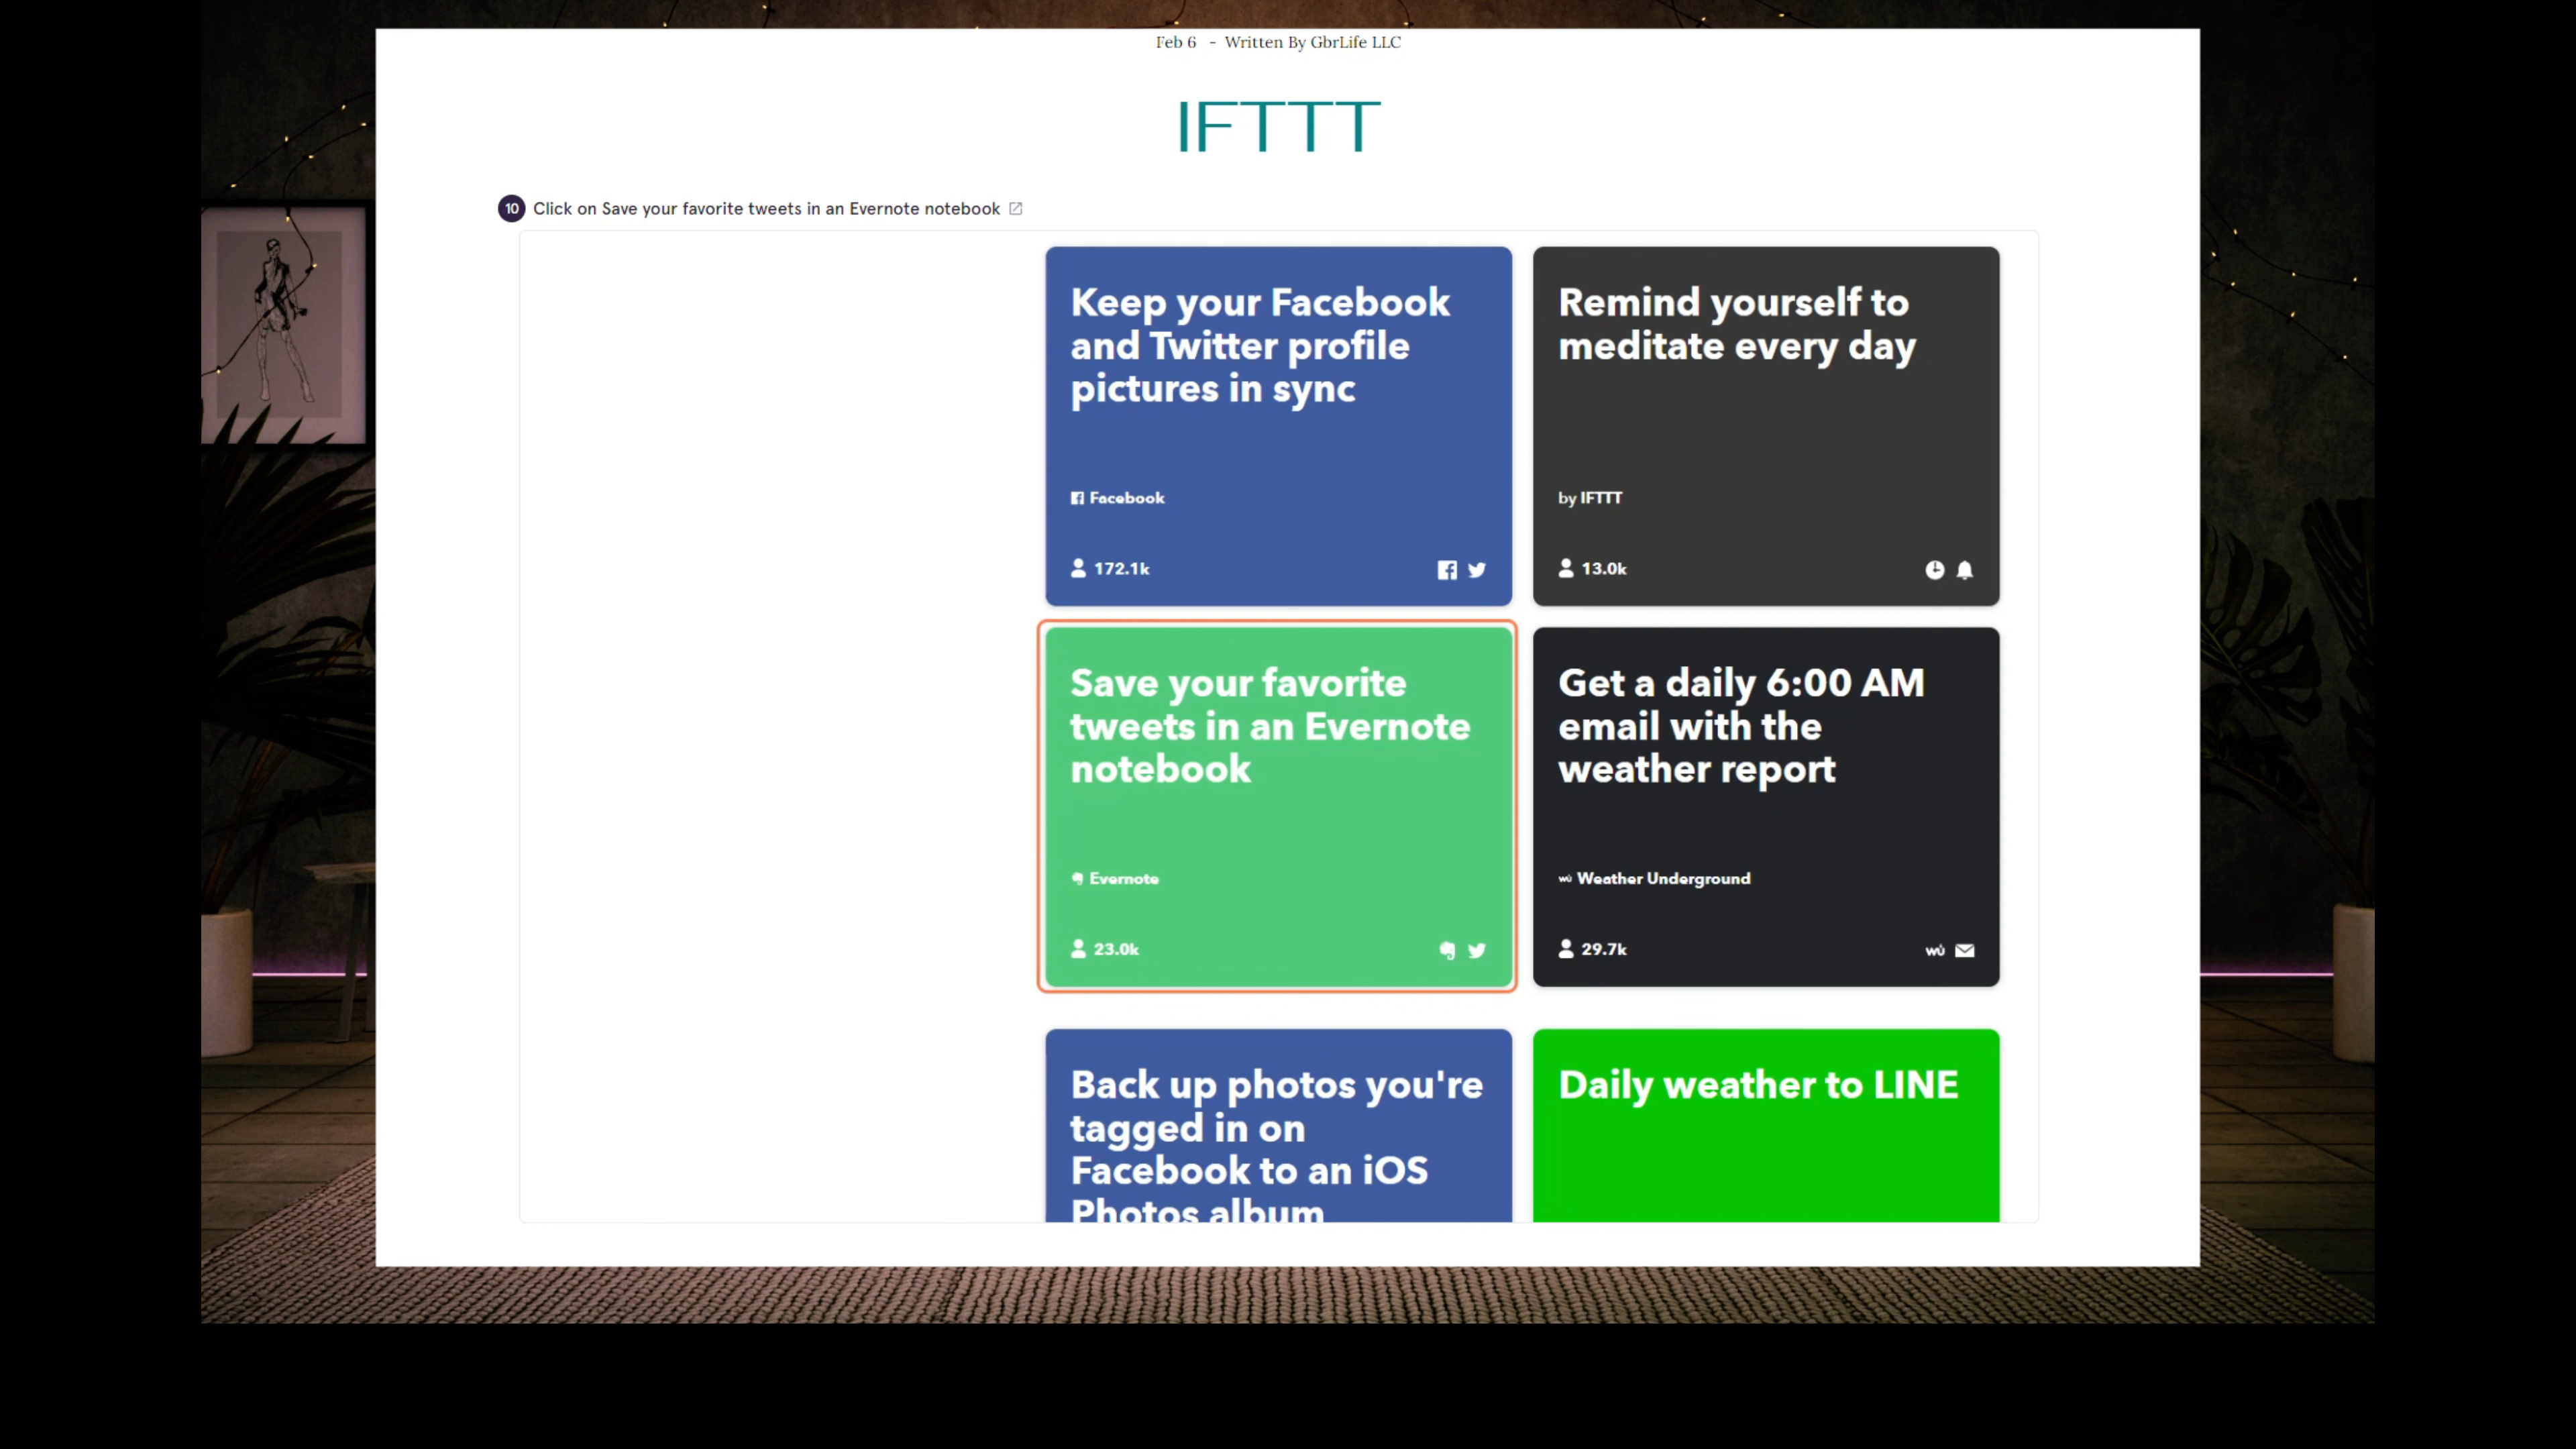 Feb 6 - Written By GbrLife LLC
IFTTT
10 Click on Save your favorite tweets in an Evernote notebook
Keep your Facebook
and Twitter profile
pictures in sync
Facebook
172.1k
Remind yourself to
meditate every day
by IFTTT
13.0k
Save your favorite
tweets in an Evernote
notebook
Evernote
23.0k
Get a daily 6:00 AM
email with the
weather report
wu Weather Underground
29.7k
wu
Back up photos you're
tagged in on
Facebook to an iOS
Photos album
Daily weather to LINE